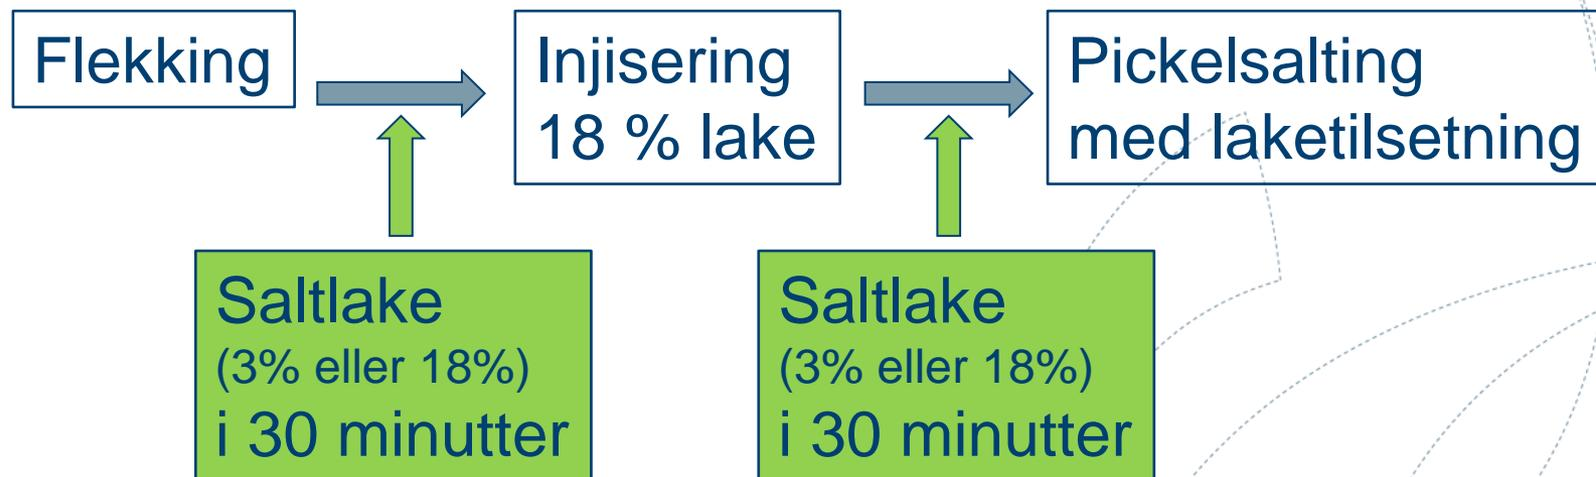 Flekking
Injisering
18 % lake
Pickelsalting
med laketilsetning
Saltlake
(3% eller 18%)
i 30 minutter
Saltlake
(3% eller 18%)
i 30 minutter